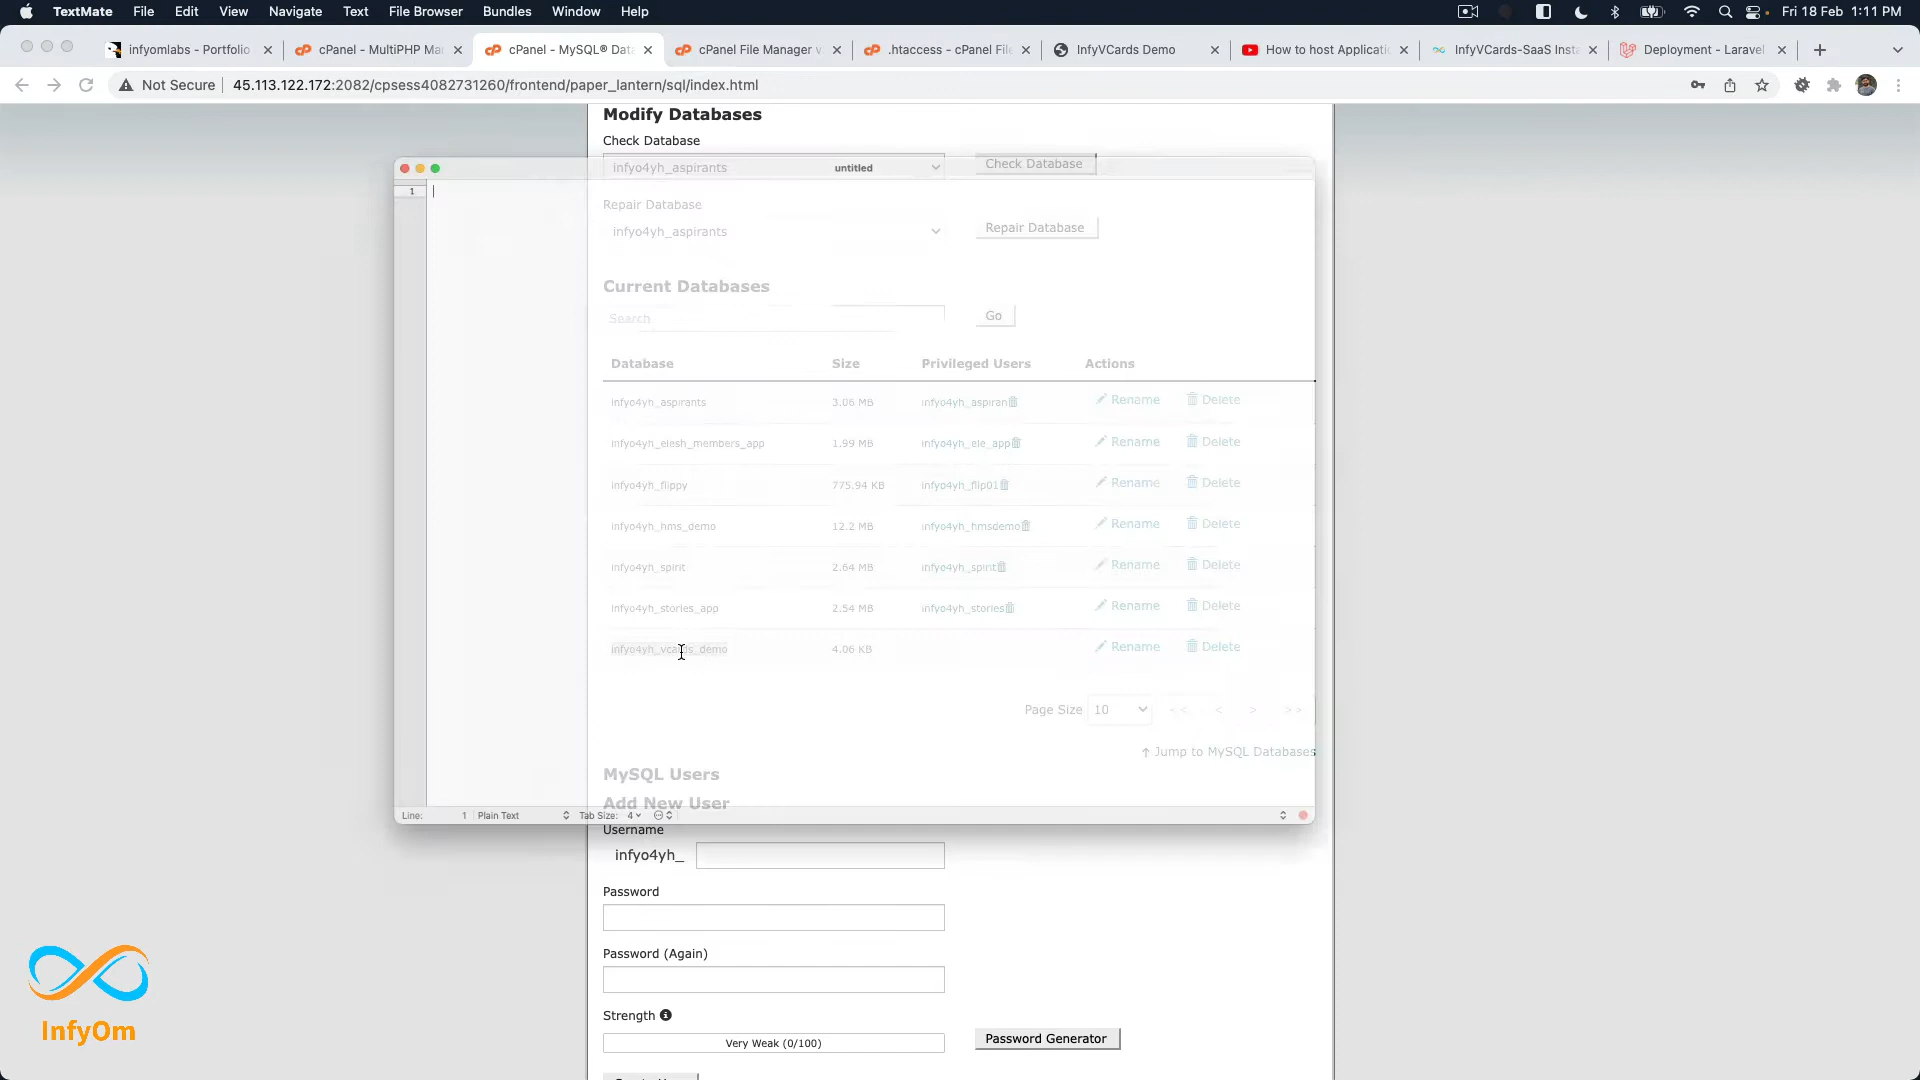 TextMate File Edit View Navigate Text File Browser Bundles Window Help Fri 18 Feb 1:11 PM
infyomlabs - Portfolio cPanel - MultiPHP Ma cPanel - MySQL® Dat cPanel File Manager v .htaccess - cPanel File InfyVCards Demo How to host Applicati InfyVCards-SaaS Insta Deployment - Laravel
Not Secure 45.113.122.172:2082/cpsess4082731260/frontend/paper_lantern/sql/index.html
Modify Databases
Check Database
untitled
infyo4yh_aspirants Check Database
1
Repair Database
infyo4yh_aspirants Repair Database
Current Databases
Search Go
Database Size Privileged Users Actions
infyo4yh_aspirants 3.06 MB infyo4yh_aspiran Rename Delete
infyo4yh_elesh_members_app 1.99 MB infyo4yh_ele_app Rename Delete
infyo4yh_flippy 775.94 KB infyo4yh_flip01 Rename Delete
infyo4yh_hms_demo 12.2 MB infyo4yh_hmsdemo Rename Delete
infyo4yh_spirit 2.64 MB infyo4yh_spirit Rename Delete
infyo4yh_stories_app 2.54 MB infyo4yh_stories Rename Delete
infyo4yh_vcards_demo 4.06 KB Rename Delete
Page Size 10 << < > >>
↑ Jump to MySQL Databases
MySQL Users
Add New User
Line: 1 Plain Text Tab Size: 4
Username
infyo4yh_
Password
Password (Again)
Strength
Very Weak (0/100) Password Generator
InfyOm